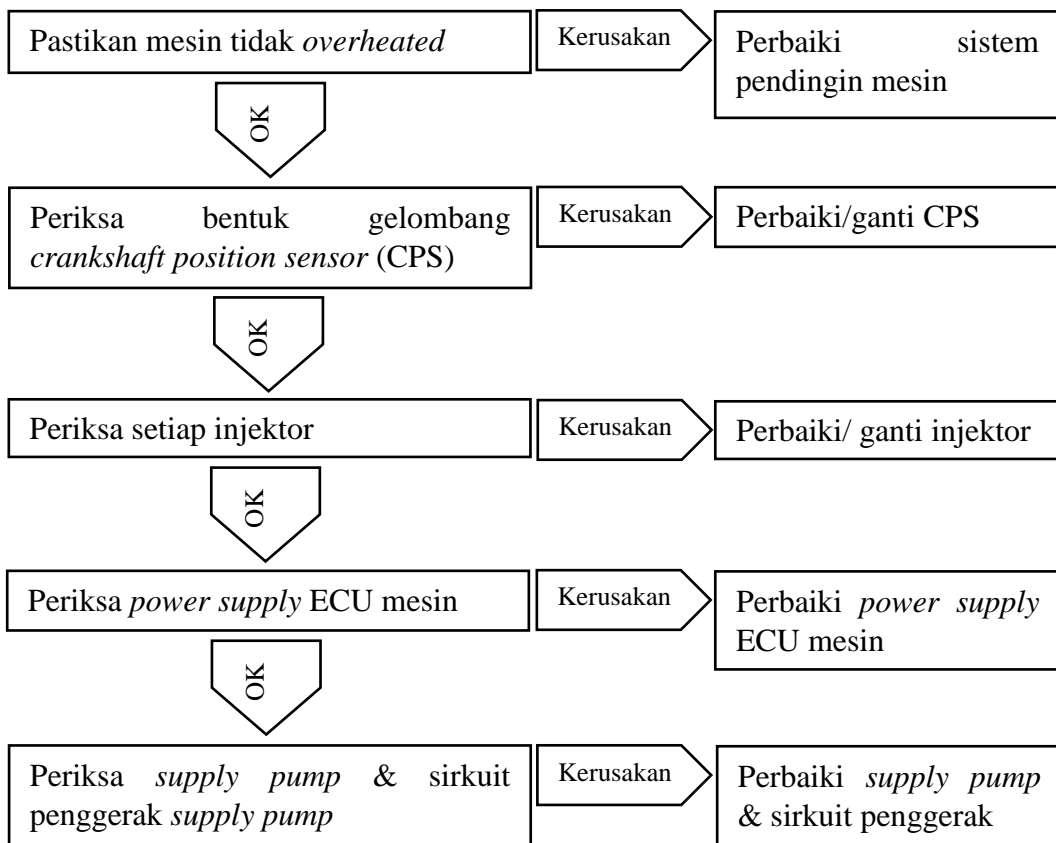 Pastikan mesin tidak overheated
Kerusakan
Perbaiki sistem
pendingin mesin
OK
Periksa bentuk gelombang
crankshaft position sensor (CPS)
Kerusakan
Perbaiki/ganti CPS
OK
Periksa setiap injektor
Kerusakan
Perbaiki/ ganti injektor
OK
Periksa power supply ECU mesin
Kerusakan
Perbaiki power supply
ECU mesin
OK
Periksa supply pump & sirkuit
penggerak supply pump
Kerusakan
Perbaiki supply pump
& sirkuit penggerak